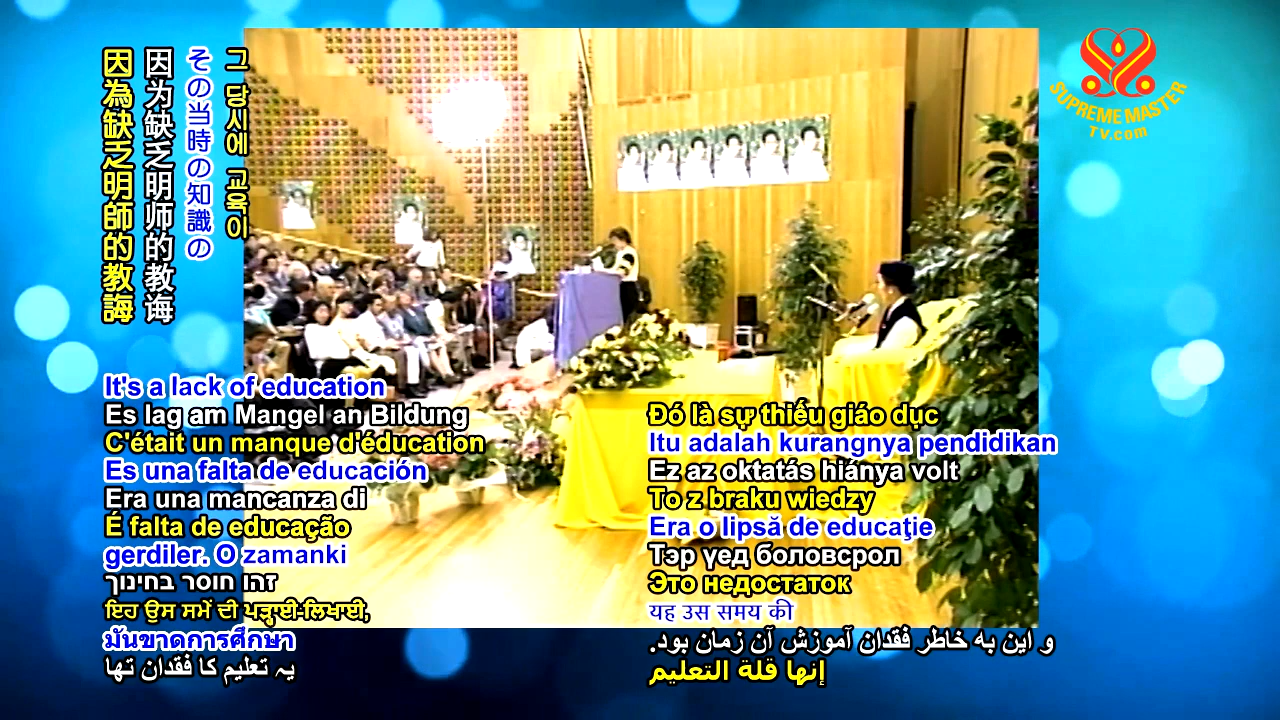 因為缺乏明師的教誨
因为缺乏明师的教诲
その当時の知識の
그 당시에 교육이
SUPREME MASTER
TV.com
It's a lack of education
Es lag am Mangel an Bildung
C'était un manque d'éducation
Es una falta de educación
Era una mancanza di
É falta de educação
gerdiler. O zamanki
זהו חוסר בחינוך
ਇਹ ਉਸ ਸਮੇਂ ਦੀ ਪੜ੍ਹਾਈ-ਲਿਖਾਈ,
มันขาดการศึกษา
یہ تعلیم کا فقدان تھا
Đó là sự thiếu giáo dục
Itu adalah kurangnya pendidikan
Ez az oktatás hiánya volt
To z braku wiedzy
Era o lipsă de educaţie
Тэр үед боловсрол
Это недостаток
यह उस समय की
و این به خاطر فقدان آموزش آن زمان بود.
إنها قلة التعليم